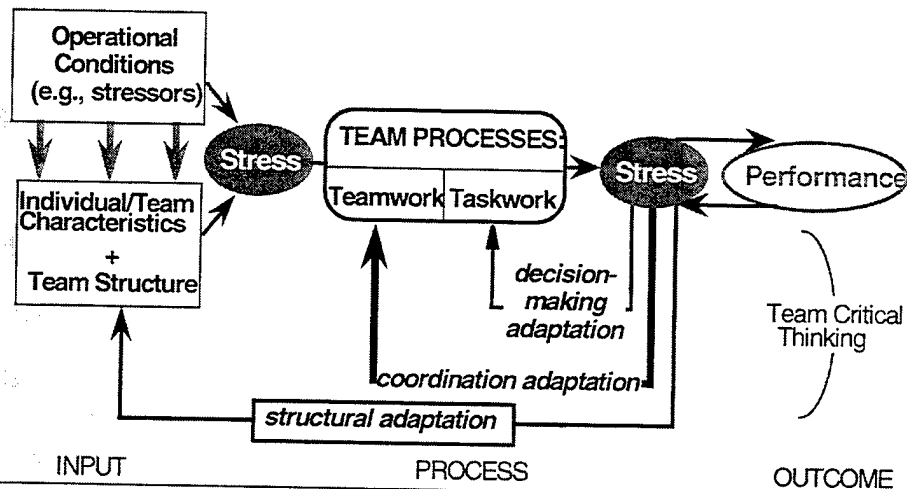 Operational
Conditions
(e.g., stressors)
Stress
TEAM PROCESSES:
Teamwork
Taskwork
Stress
Performance
Individual/Team
Characteristics
+
Team Structure
decision-
making
adaptation
Team Critical
Thinking
coordination adaptation
structural adaptation
INPUT
PROCESS
OUTCOME